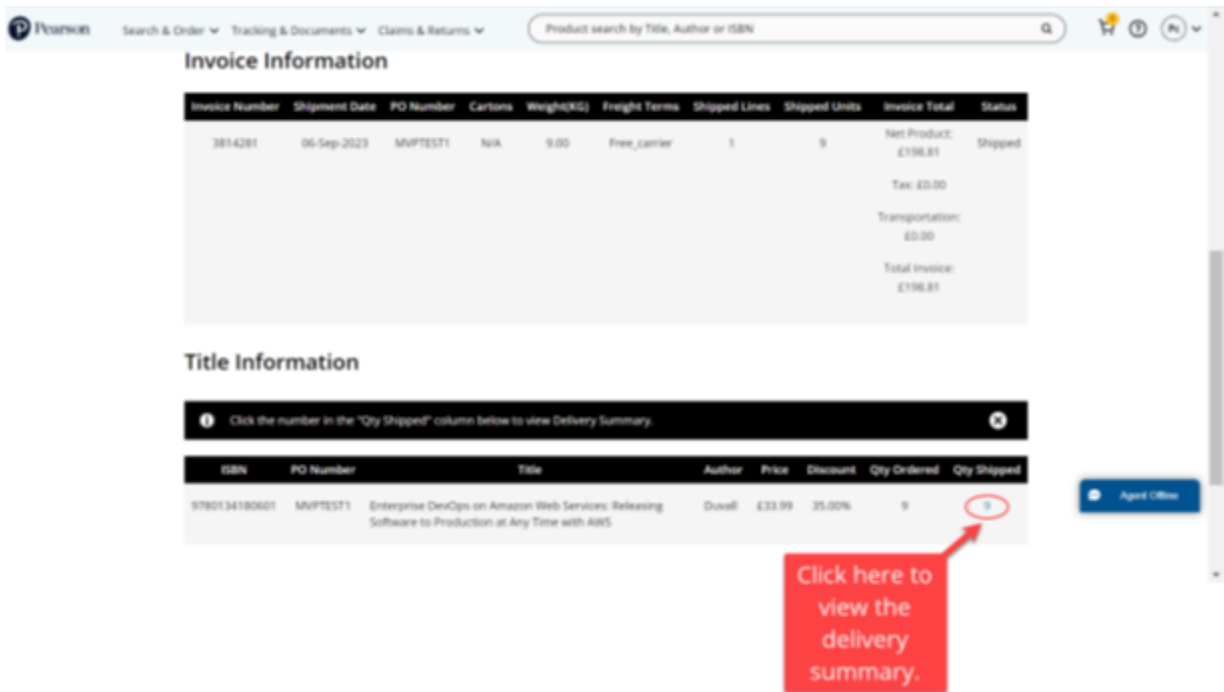 Pearson Search & Order Tracking & Documents Claims & Returns Product search by Title, Author or ISBN
Invoice Information
Invoice Number Shipment Date PO Number Cartons Weight(KG) Freight Terms Shipped Lines Shipped Units Invoice Total Status
3814281 06-Sep-2023 MVPTEST1 N/A 9.00 Free_carrier 1 9 Net Product: Shipped
£198.81
Tax: £0.00
Transportation:
£0.00
Total Invoice:
£198.81
Title Information
Click the number in the "Qty Shipped" column below to view Delivery Summary.
ISBN PO Number Title Author Price Discount Qty Ordered Qty Shipped
9780134180601 MVPTEST1 Enterprise DevOps on Amazon Web Services: Releasing Duvall £33.99 35.00% 9 9
Software to Production at Any Time with AWS
Agent Offline
Click here to
view the
delivery
summary.